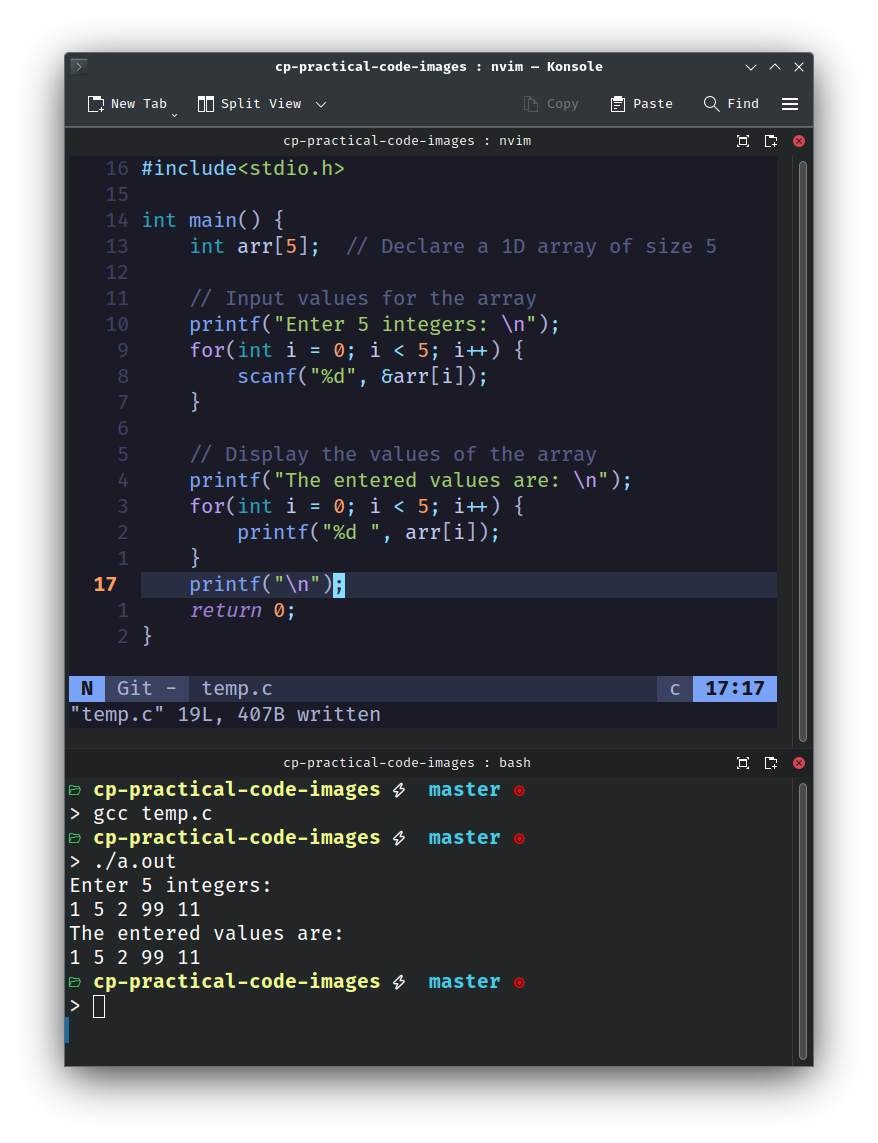 cp-practical-code-images : nvim — Konsole
New Tab Split View Copy Paste Find
cp-practical-code-images : nvim
16 #include<stdio.h>
15
14 int main() {
13     int arr[5];  // Declare a 1D array of size 5
12
11     // Input values for the array
10     printf("Enter 5 integers: \n");
9     for(int i = 0; i < 5; i++) {
8         scanf("%d", &arr[i]);
7     }
6
5     // Display the values of the array
4     printf("The entered values are: \n");
3     for(int i = 0; i < 5; i++) {
2         printf("%d ", arr[i]);
1     }
17     printf("\n");
1     return 0;
2 }
N Git - temp.c c 17:17
"temp.c" 19L, 407B written
cp-practical-code-images : bash
cp-practical-code-images ⚡ master
> gcc temp.c
cp-practical-code-images ⚡ master
> ./a.out
Enter 5 integers:
1 5 2 99 11
The entered values are:
1 5 2 99 11
cp-practical-code-images ⚡ master
>